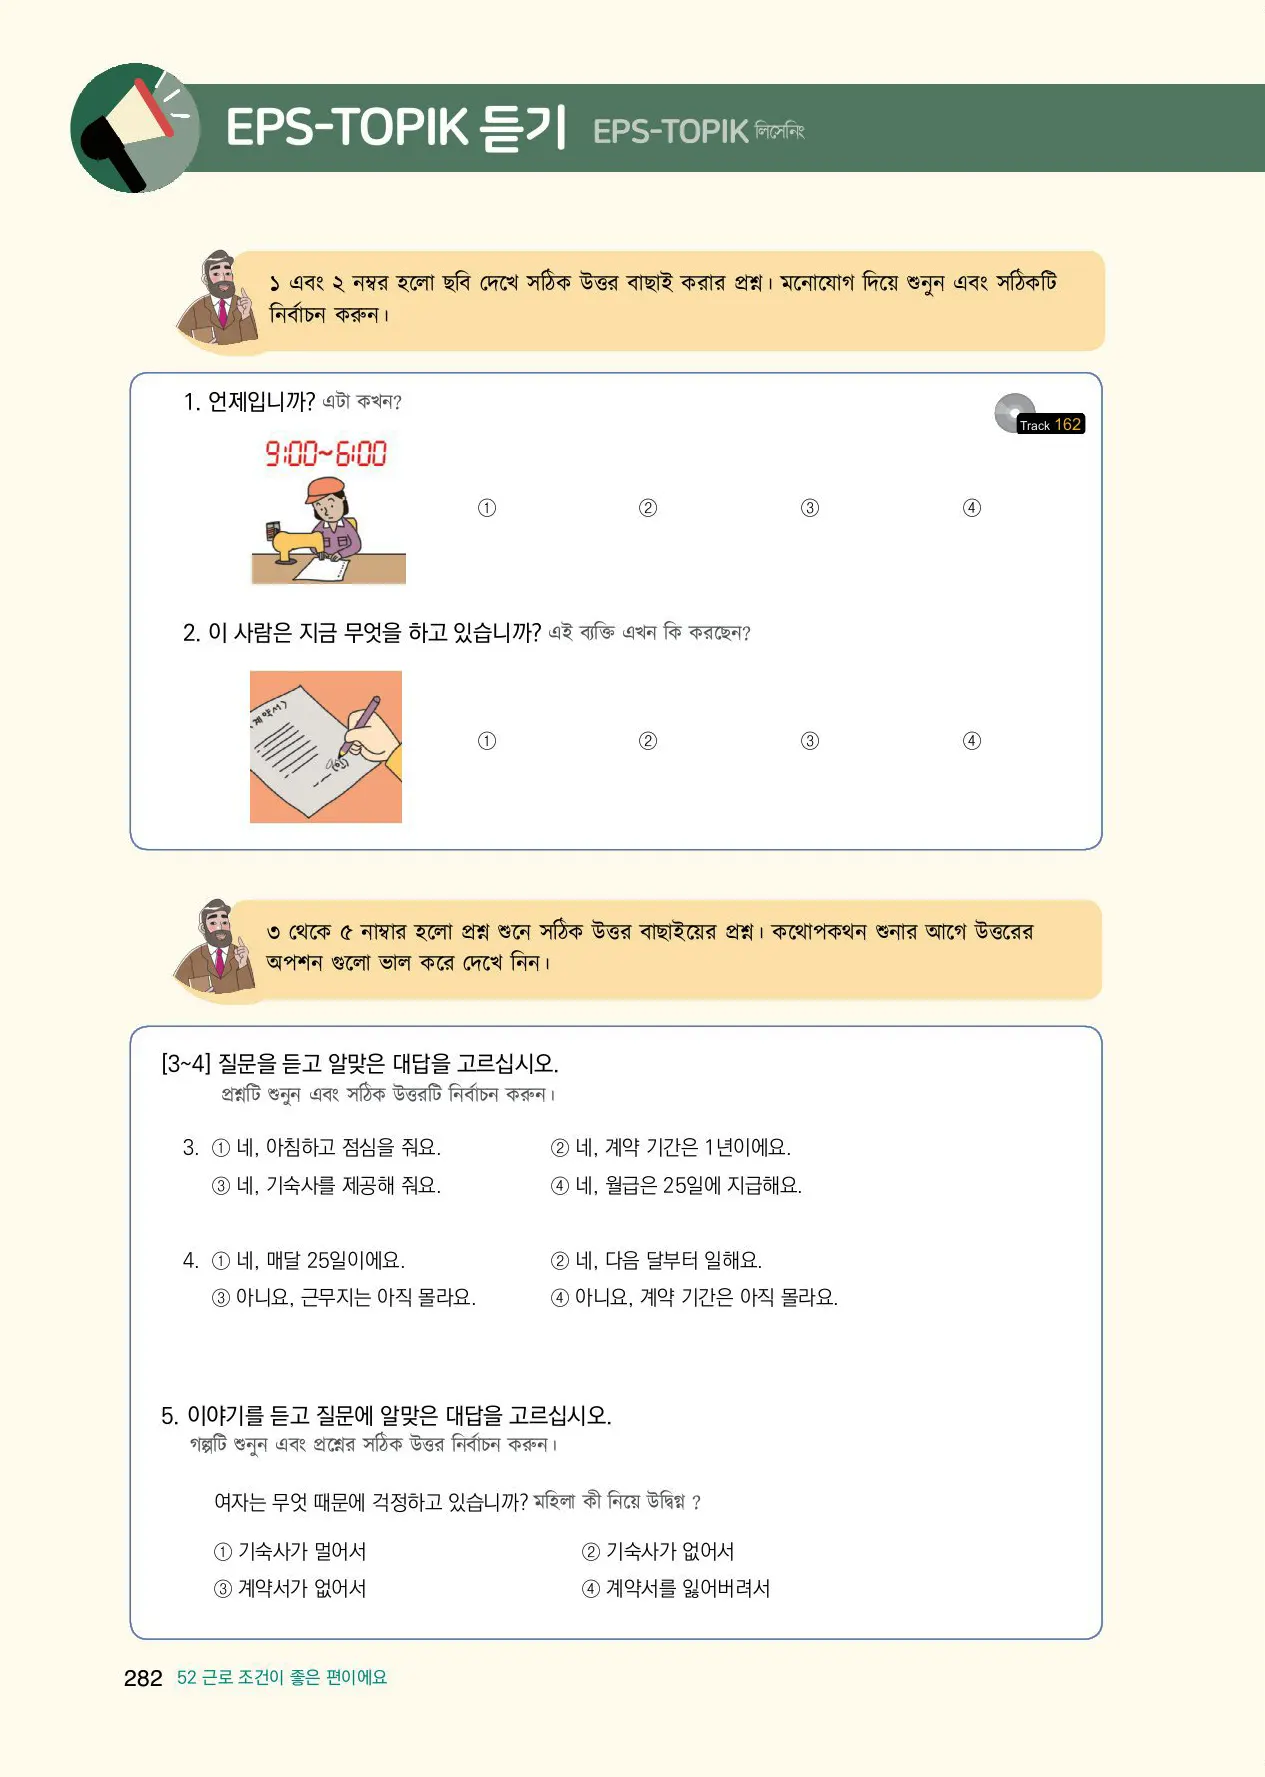 EPS-TOPIK 듣기 EPS-TOPIK লিসেনিং
১ এবং ২ নম্বর হলো ছবি দেখে সঠিক উত্তর বাছাই করার প্রশ্ন। মনোযোগ দিয়ে শুনুন এবং সঠিকটি
নির্বাচন করুন।
1. 언제입니까? এটা কখন?
Track 162
9:00~6:00
① ② ③ ④
2. 이 사람은 지금 무엇을 하고 있습니까? এই ব্যক্তি এখন কি করছেন?
(계약서)
① ② ③ ④
৩ থেকে ৫ নাম্বার হলো প্রশ্ন শুনে সঠিক উত্তর বাছাইয়ের প্রশ্ন। কথোপকথন শুনার আগে উত্তরের
অপশন গুলো ভাল করে দেখে নিন।
[3~4] 질문을 듣고 알맞은 대답을 고르십시오.
প্রশ্নটি শুনুন এবং সঠিক উত্তরটি নির্বাচন করুন।
3. ① 네, 아침하고 점심을 줘요. ② 네, 계약 기간은 1년이에요.
③ 네, 기숙사를 제공해 줘요. ④ 네, 월급은 25일에 지급해요.
4. ① 네, 매달 25일이에요. ② 네, 다음 달부터 일해요.
③ 아니요, 근무지는 아직 몰라요. ④ 아니요, 계약 기간은 아직 몰라요.
5. 이야기를 듣고 질문에 알맞은 대답을 고르십시오.
গল্পটি শুনুন এবং প্রশ্নের সঠিক উত্তর নির্বাচন করুন।
여자는 무엇 때문에 걱정하고 있습니까? মহিলা কী নিয়ে উদ্বিগ্ন ?
① 기숙사가 멀어서 ② 기숙사가 없어서
③ 계약서가 없어서 ④ 계약서를 잃어버려서
282 52 근로 조건이 좋은 편이에요